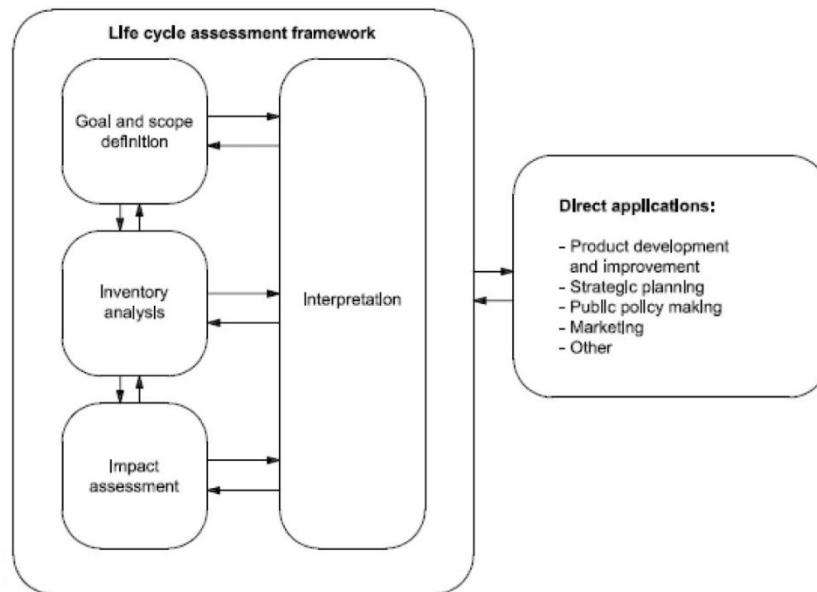 Life cycle assessment framework
Goal and scope
definition
Inventory
analysis
Impact
assessment
Interpretation
Direct applications:
- Product development
and improvement
- Strategic planning
- Public policy making
- Marketing
- Other